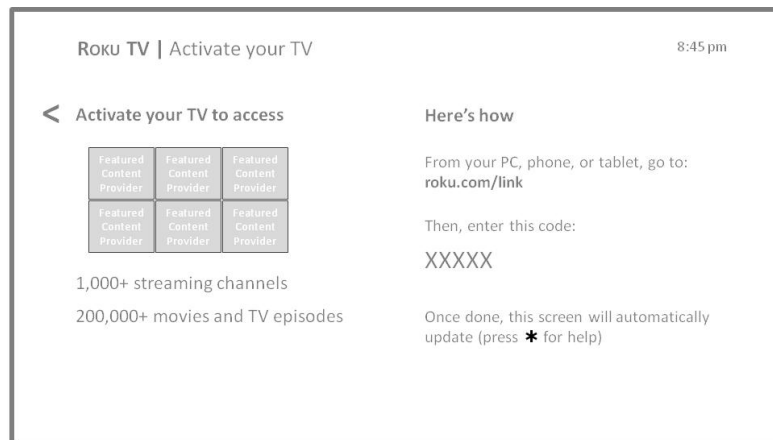 ROKU TV | Activate your TV
8:45 pm
< Activate your TV to access
Featured Content Provider
Featured Content Provider
Featured Content Provider
Featured Content Provider
Featured Content Provider
Featured Content Provider
1,000+ streaming channels
200,000+ movies and TV episodes
Here's how
From your PC, phone, or tablet, go to:
roku.com/link
Then, enter this code:
XXXXX
Once done, this screen will automatically
update (press * for help)